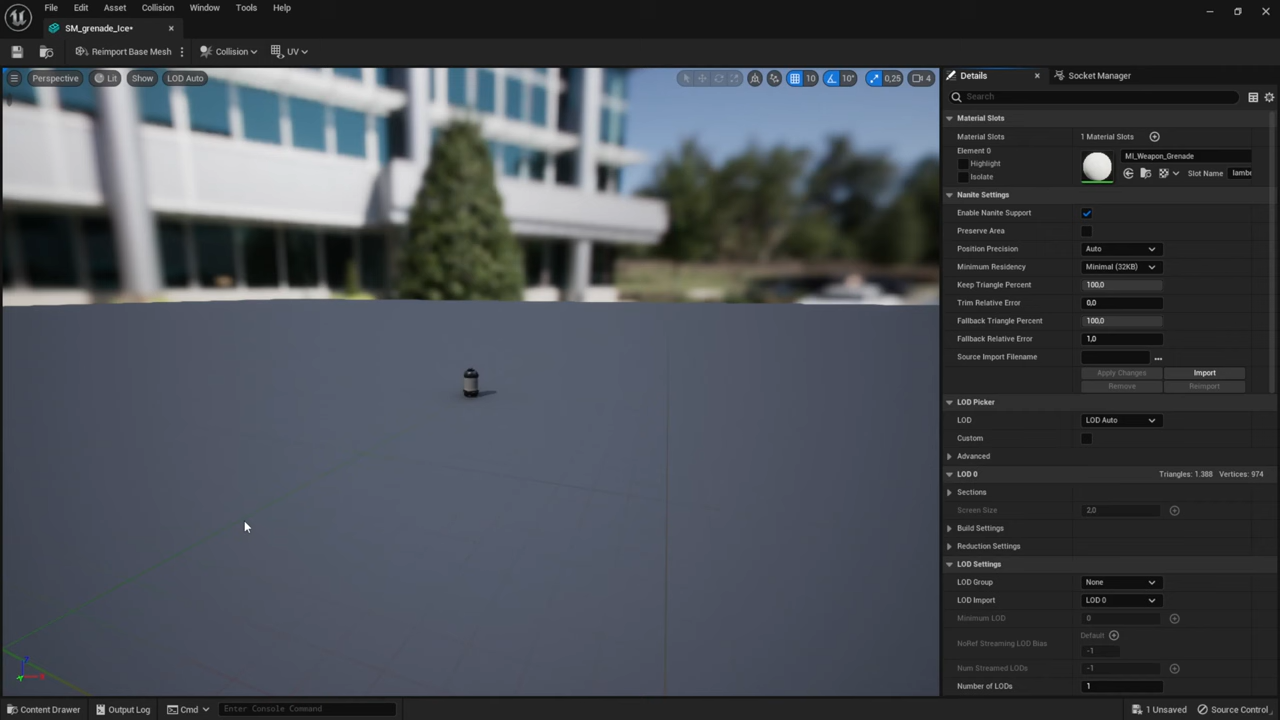 File Edit Asset Collision Window Tools Help
SM_grenade_Ice•
Reimport Base Mesh Collision UV
Perspective Lit Show LOD Auto 10 10° 0,25 4
Details Socket Manager
Search
Material Slots
Material Slots 1 Material Slots
Element 0
Highlight
Isolate
MI_Weapon_Grenade
Slot Name lambe
Nanite Settings
Enable Nanite Support
Preserve Area
Position Precision Auto
Minimum Residency Minimal (32KB)
Keep Triangle Percent 100,0
Trim Relative Error 0,0
Fallback Triangle Percent 100,0
Fallback Relative Error 1,0
Source Import Filename
Apply Changes Import
Remove Reimport
LOD Picker
LOD LOD Auto
Custom
Advanced
LOD 0 Triangles: 1.388 Vertices: 974
Sections
Screen Size 2,0
Build Settings
Reduction Settings
LOD Settings
LOD Group None
LOD Import LOD 0
Minimum LOD 0
Default
NoRef Streaming LOD Bias
-1
Num Streamed LODs -1
Number of LODs 1
Content Drawer Output Log Cmd Enter Console Command 1 Unsaved Source Control